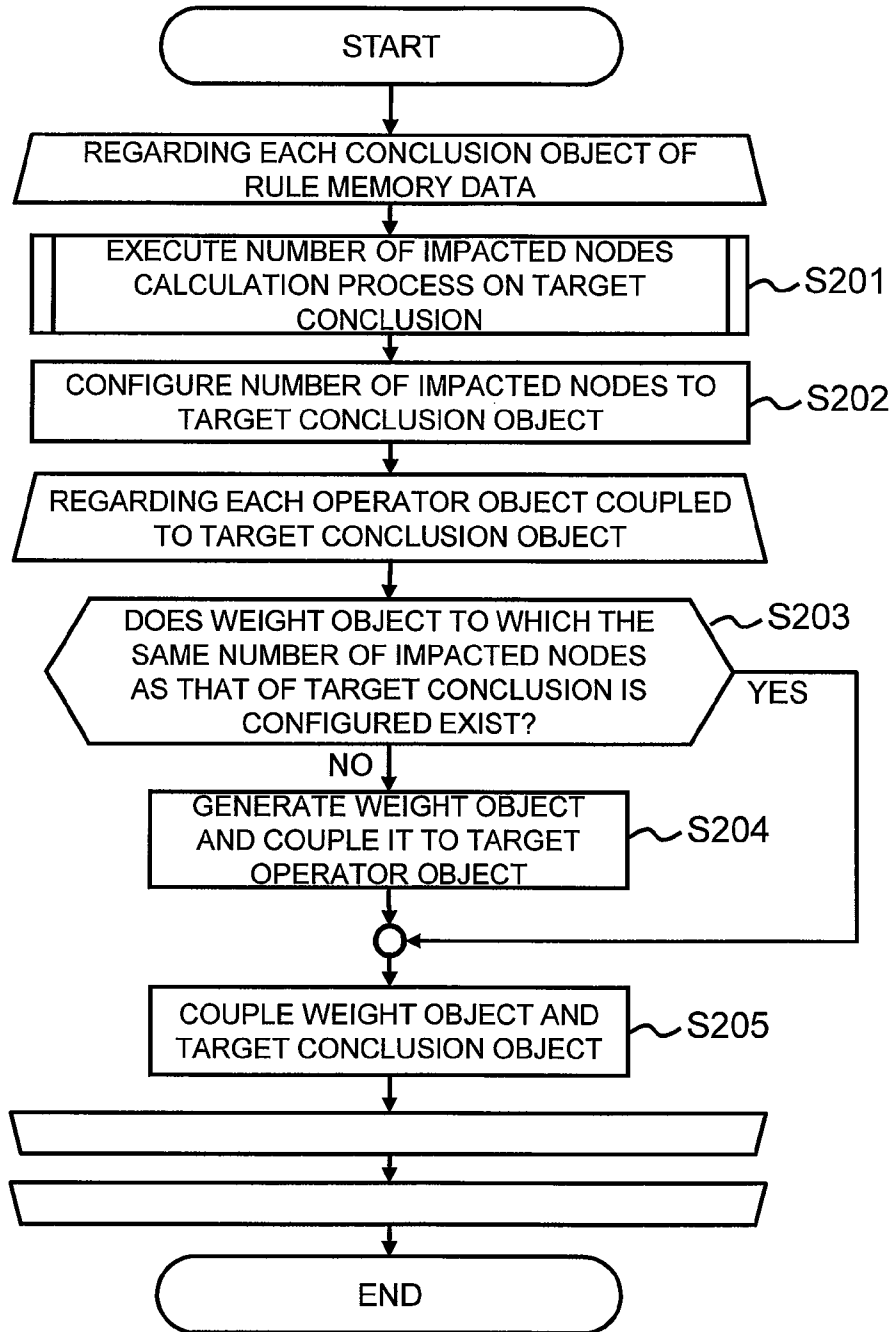 START
REGARDING EACH CONCLUSION OBJECT OF
RULE MEMORY DATA
EXECUTE NUMBER OF IMPACTED NODES
CALCULATION PROCESS ON TARGET
CONCLUSION
S201
CONFIGURE NUMBER OF IMPACTED NODES TO
TARGET CONCLUSION OBJECT
S202
REGARDING EACH OPERATOR OBJECT COUPLED
TO TARGET CONCLUSION OBJECT
DOES WEIGHT OBJECT TO WHICH THE
SAME NUMBER OF IMPACTED NODES
AS THAT OF TARGET CONCLUSION IS
CONFIGURED EXIST?
S203
YES
NO
GENERATE WEIGHT OBJECT
AND COUPLE IT TO TARGET
OPERATOR OBJECT
S204
COUPLE WEIGHT OBJECT AND
TARGET CONCLUSION OBJECT
S205
END